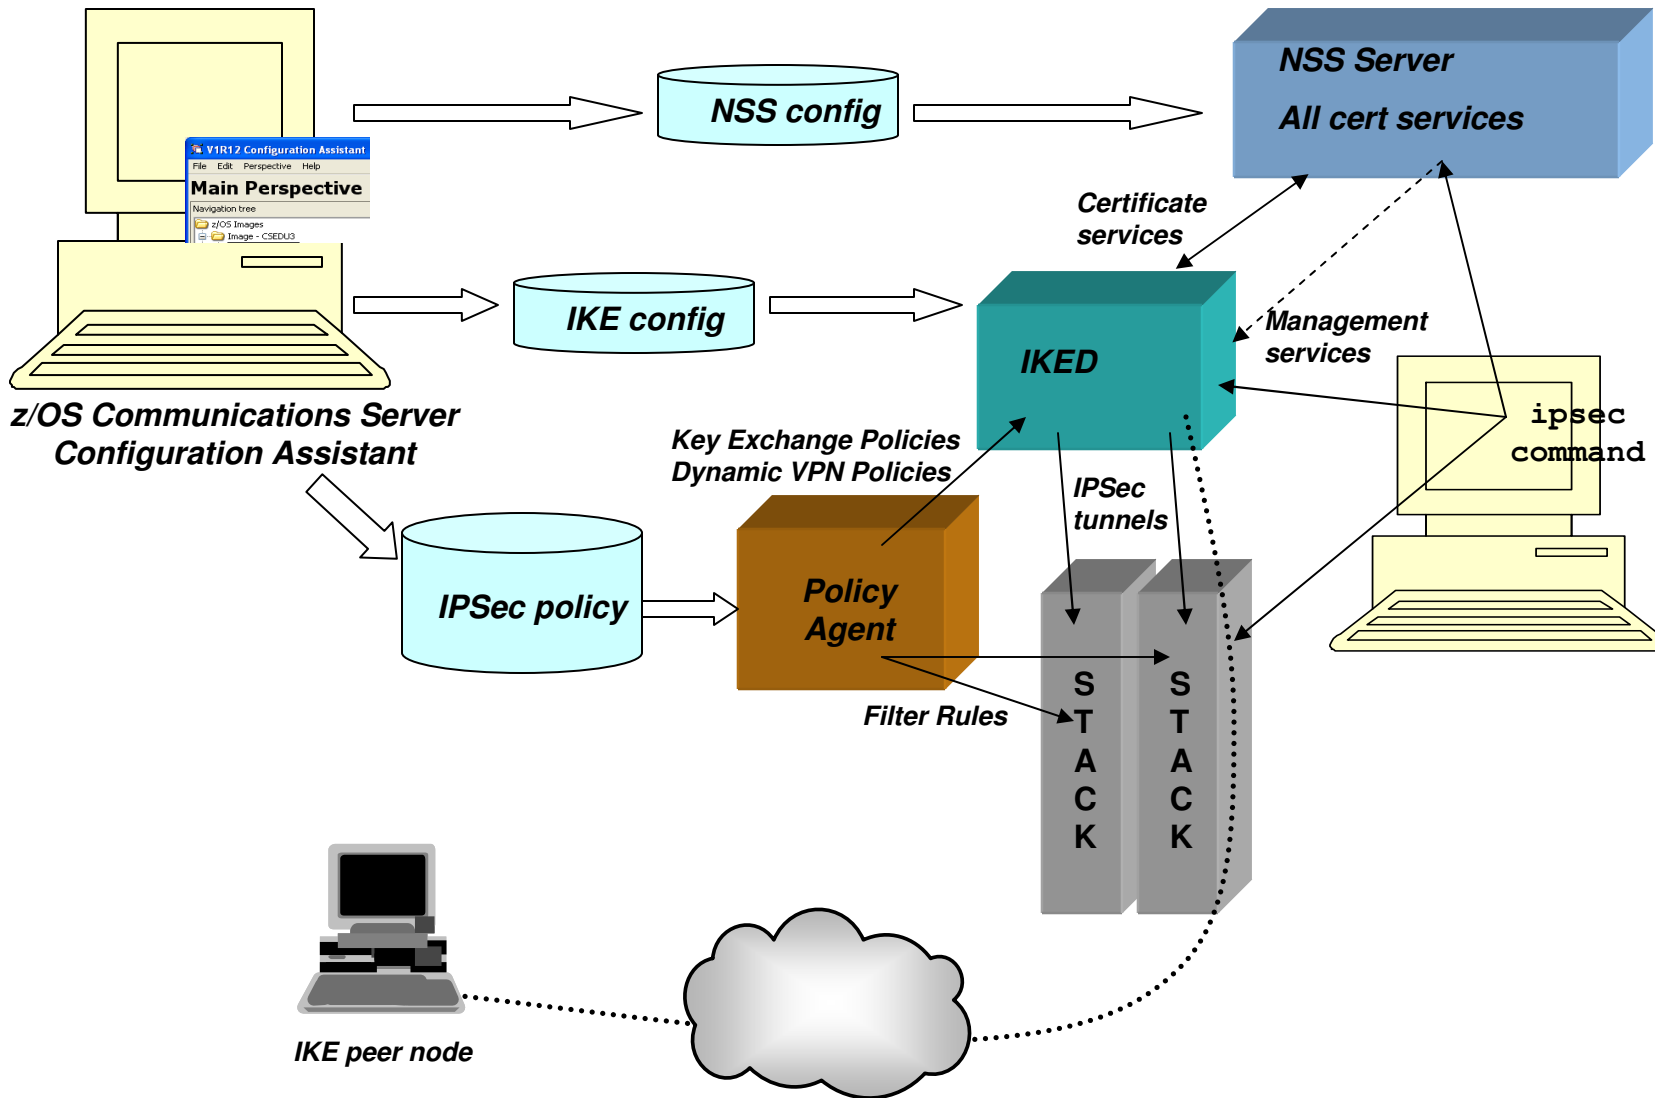 NSS Server
All cert services
NSS config
V1R12 Configuration Assistant
File Edit Perspective Help
Main Perspective
Navigation tree
z/OS Images
Image - CSEDU3
Certificate
services
IKE config
Management
services
IKED
z/OS Communications Server
Configuration Assistant
ipsec
command
Key Exchange Policies
Dynamic VPN Policies
IPSec
tunnels
IPSec policy
Policy
Agent
Filter Rules
S
T
A
C
K
S
T
A
C
K
IKE peer node